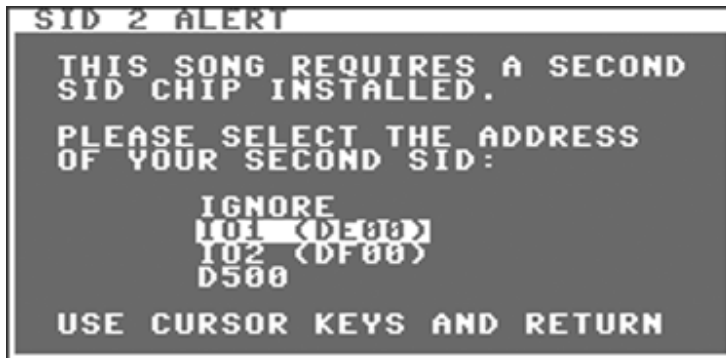 SID 2 ALERT
THIS SONG REQUIRES A SECOND
SID CHIP INSTALLED.
PLEASE SELECT THE ADDRESS
OF YOUR SECOND SID:
IGNORE
IO1 (DE00)
IO2 (DF00)
D500
USE CURSOR KEYS AND RETURN